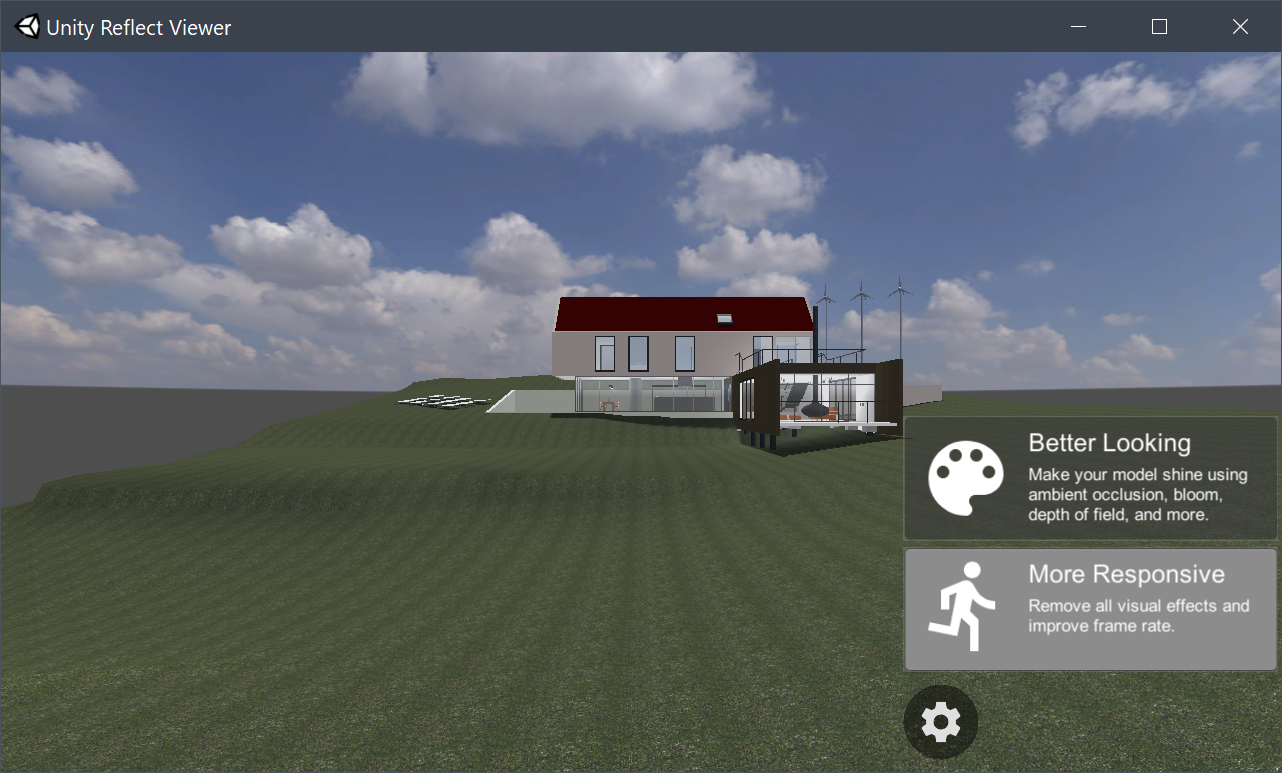 Unity Reflect Viewer
Better Looking
Make your model shine using
ambient occlusion, bloom,
depth of field, and more.
More Responsive
Remove all visual effects and
improve frame rate.